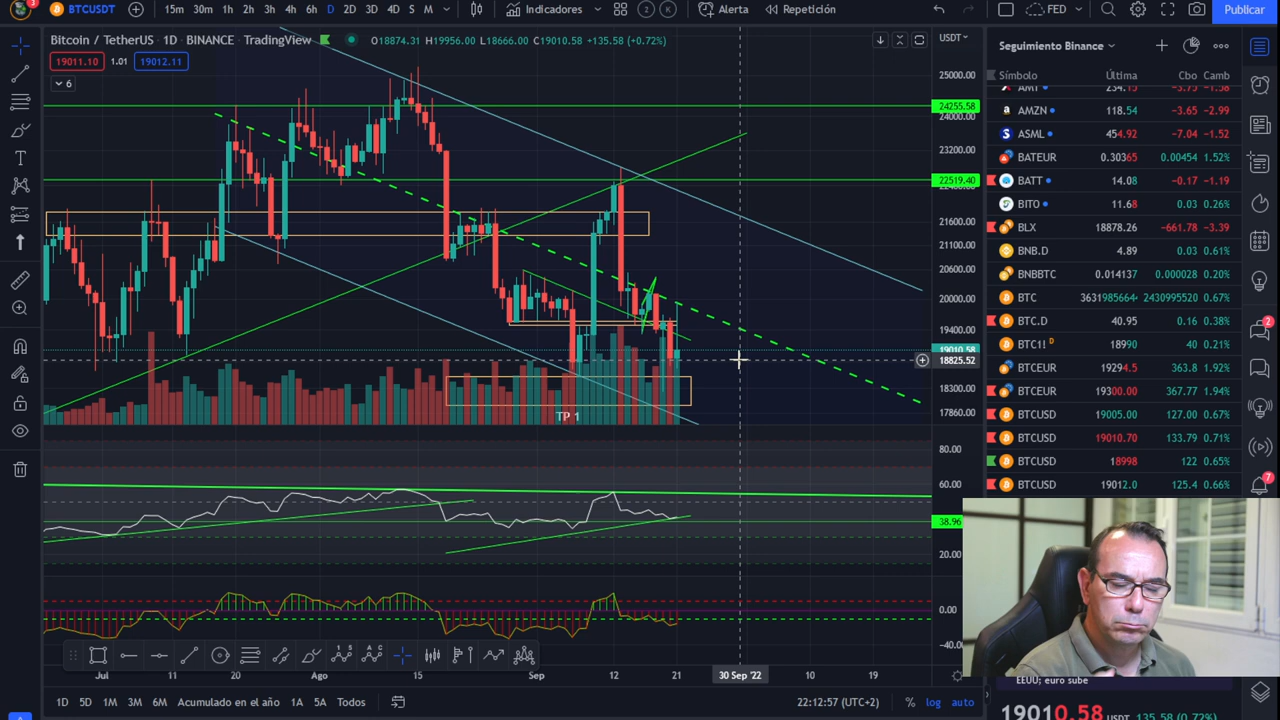 3
BTCUSDT
15m 30m 1h 2h 3h 4h 6h D 2D 3D 4D S M
Indicadores
2 K
Alerta
Repetición
FED
Publicar
Bitcoin / TetherUS · 1D · BINANCE · TradingView
O18874.31 H19956.00 L18666.00 C19010.58 +135.58 (+0.72%)
USDT
19011.10 1.01 19012.11
6
25000.00
24255.58
24000.00
23200.00
22519.40
21600.00
21100.00
20600.00
20000.00
19400.00
19010.58
18825.52
18300.00
17860.00
TP 1
80.00
60.00
38.96
20.00
0.00
-40.00
Jul 11 20 Ago 15 Sep 12 21 30 Sep '22 10 19
1D 5D 1M 3M 6M Acumulado en el año 1A 5A Todos
22:12:57 (UTC+2)
% log auto
Seguimiento Binance
Símbolo Última Cbo Camb
AMT 234.15 -3.75 -1.58
AMZN 118.54 -3.65 -2.99
ASML 454.92 -7.04 -1.52
BATEUR 0.30365 0.00454 1.52%
BATT 14.08 -0.17 -1.19
BITO 11.68 0.03 0.26%
BLX 18878.26 -661.78 -3.39
BNB.D 4.89 0.03 0.61%
BNBBTC 0.014137 0.000028 0.20%
BTC 3631985664 2430995520 0.67%
BTC.D 40.95 0.16 0.38%
BTC1! D 18990 80 0.42%
BTCEUR 19294.5 363.8 1.92%
BTCEUR 19300.00 367.77 1.94%
BTCUSD 19005.00 127.00 0.67%
BTCUSD 19010.70 133.79 0.71%
BTCUSD 18998 122 0.65%
BTCUSD 19012.0 125.4 0.66%
2
7
EEUU; euro sube
19010.58 USDT 135.58 (0.72%)